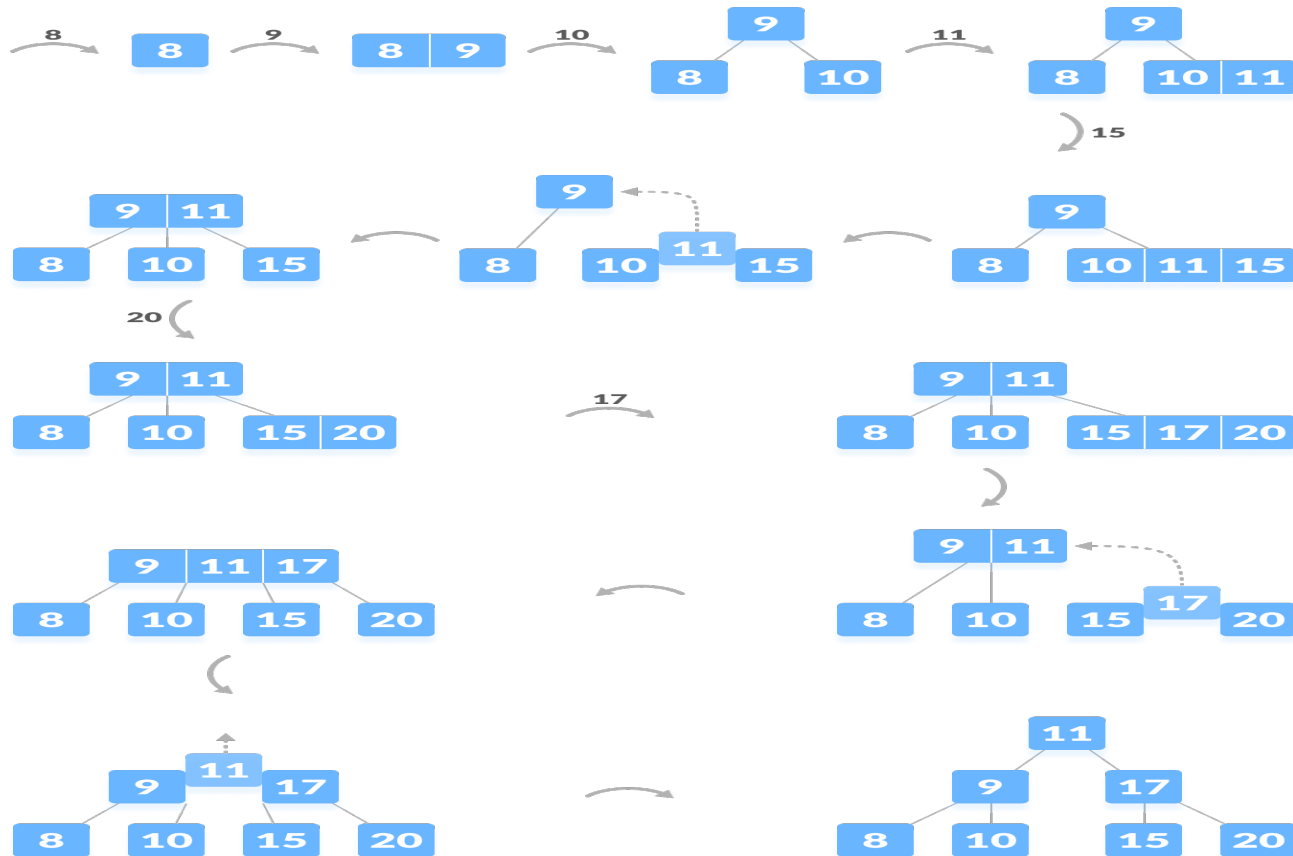 8 8 9 8 9 10 9 11 9
8 10 8 10 11
15
9 11 9 11 9
8 10 15 8 10 15 8 10 11 15
20
9 11 17 9 11
8 10 15 20 8 10 15 17 20
9 11 17 9 11 17
8 10 15 20 8 10 15 20
11
9 11 17 9 17
8 10 15 20 8 10 15 20